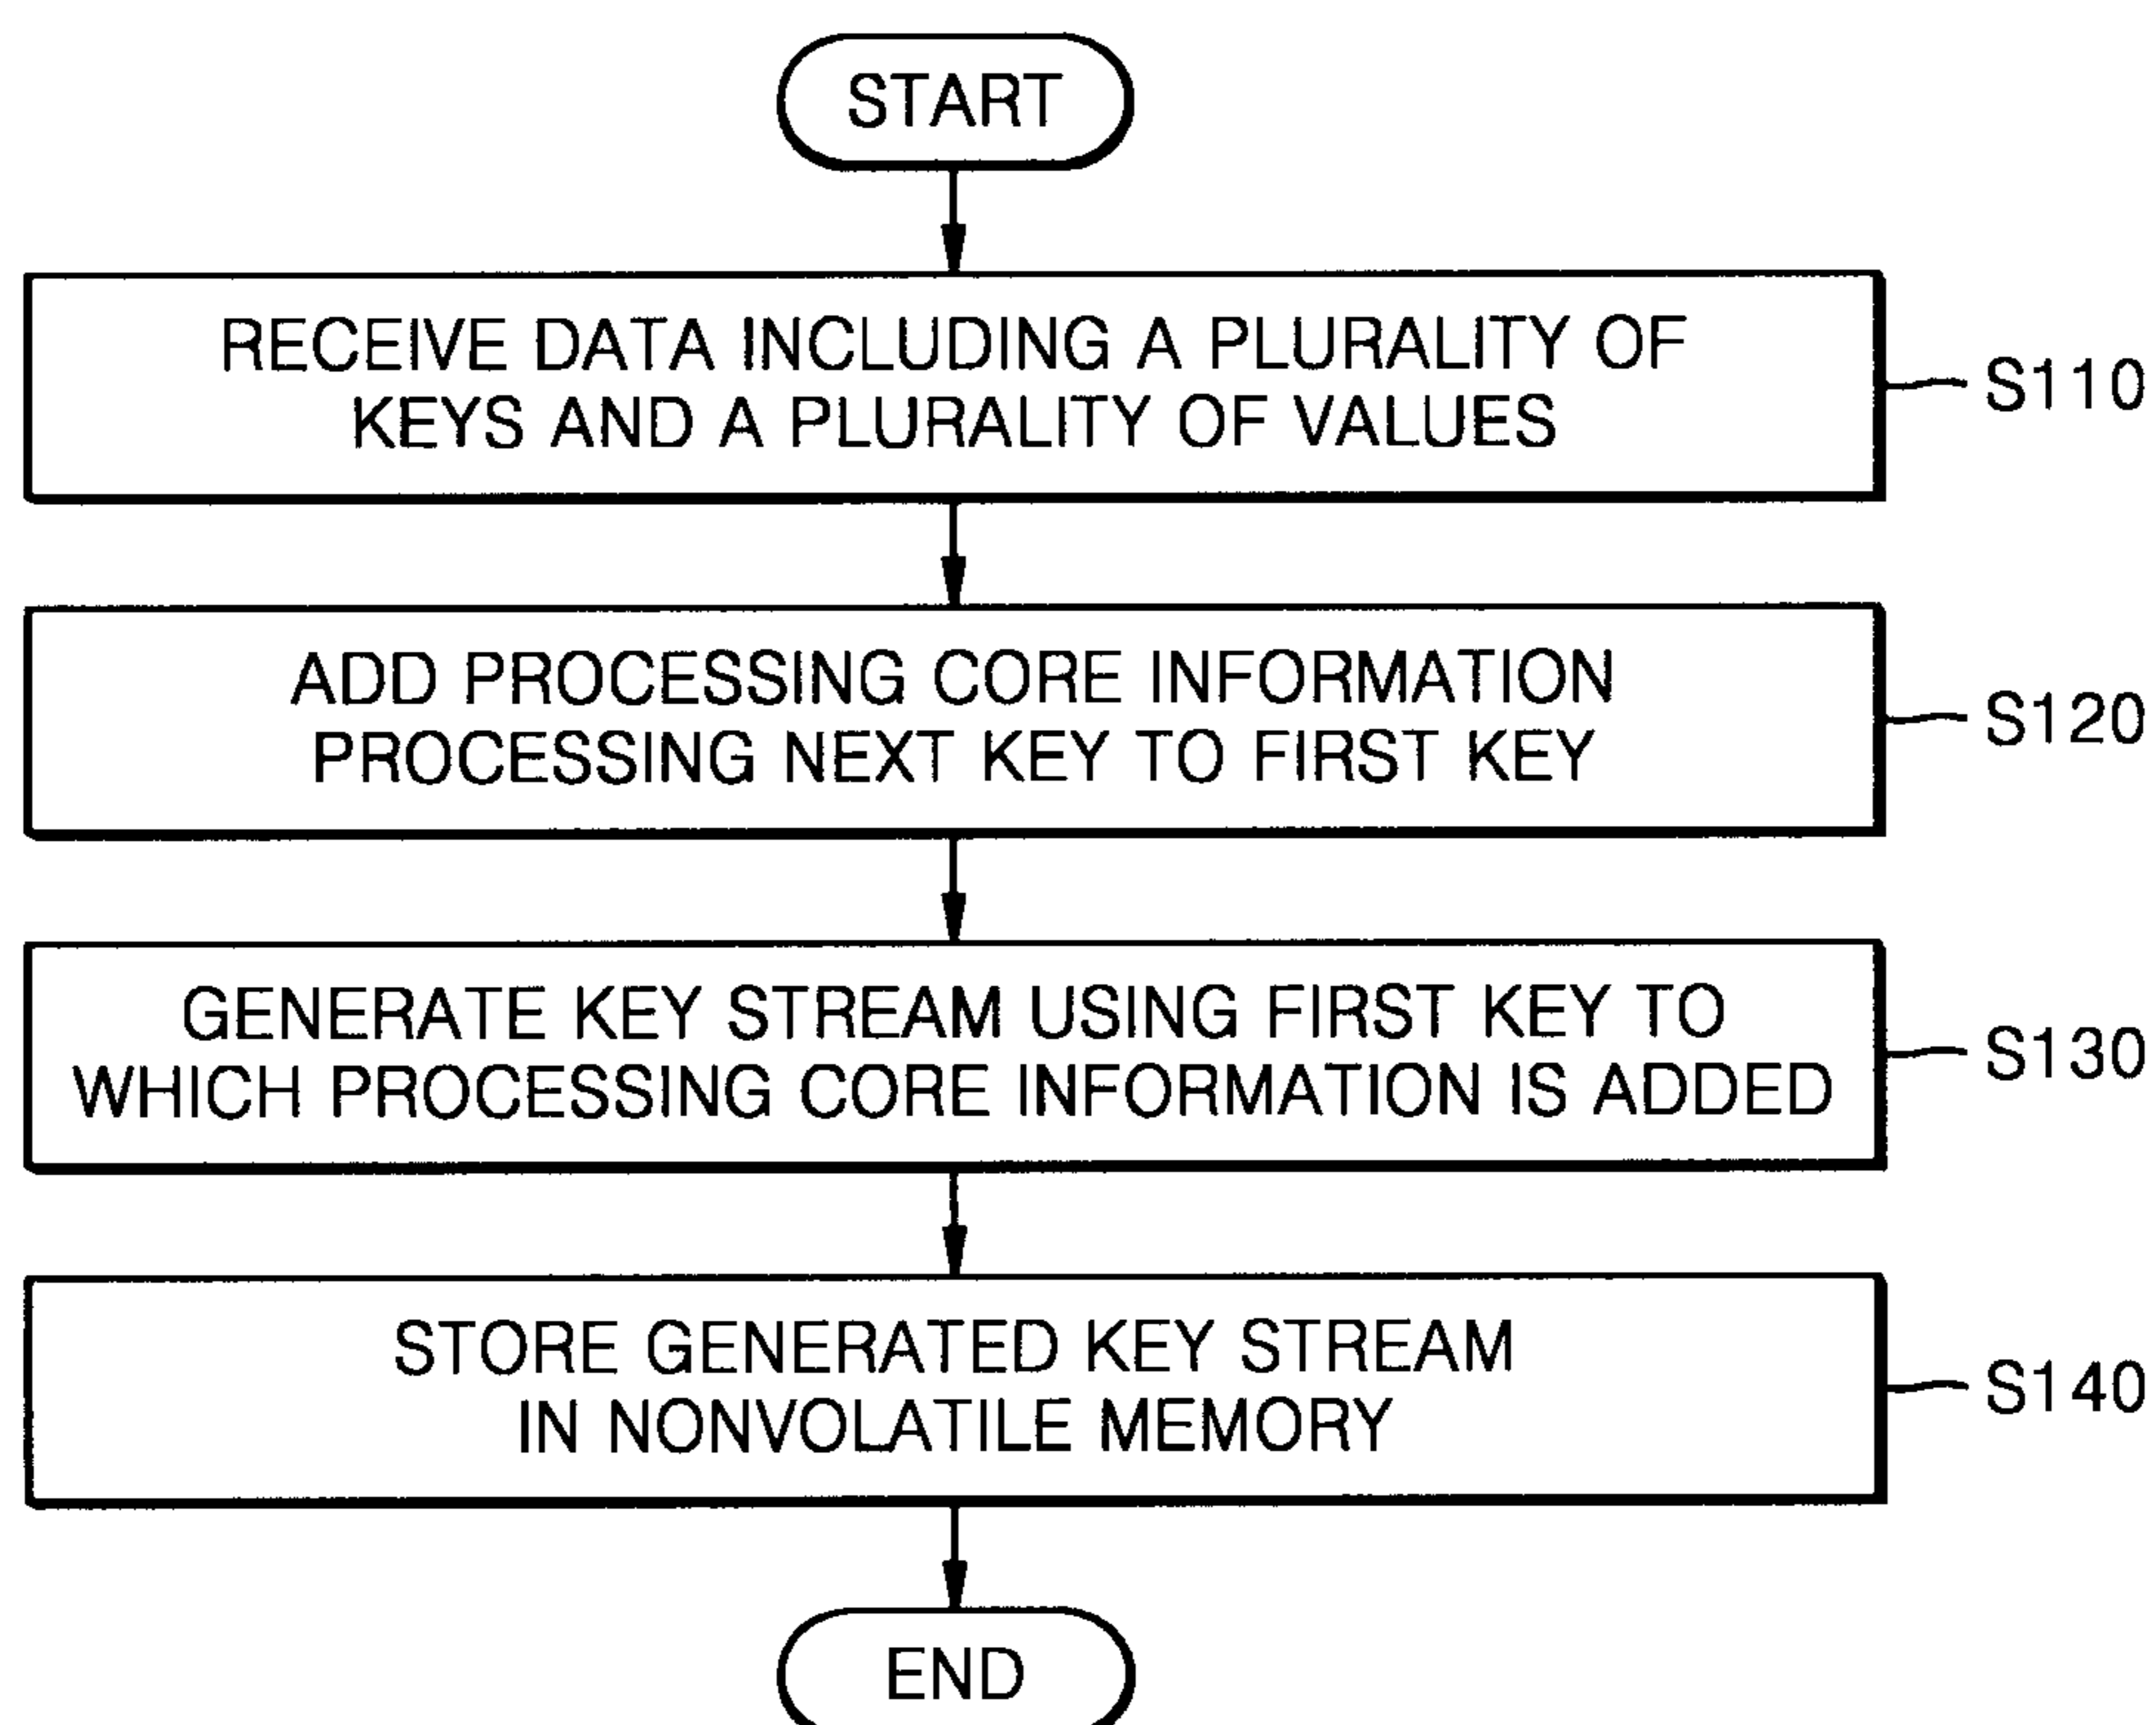 START
RECEIVE DATA INCLUDING A PLURALITY OF
KEYS AND A PLURALITY OF VALUES
S110
ADD PROCESSING CORE INFORMATION
PROCESSING NEXT KEY TO FIRST KEY
S120
GENERATE KEY STREAM USING FIRST KEY TO
WHICH PROCESSING CORE INFORMATION IS ADDED
S130
STORE GENERATED KEY STREAM
IN NONVOLATILE MEMORY
S140
END